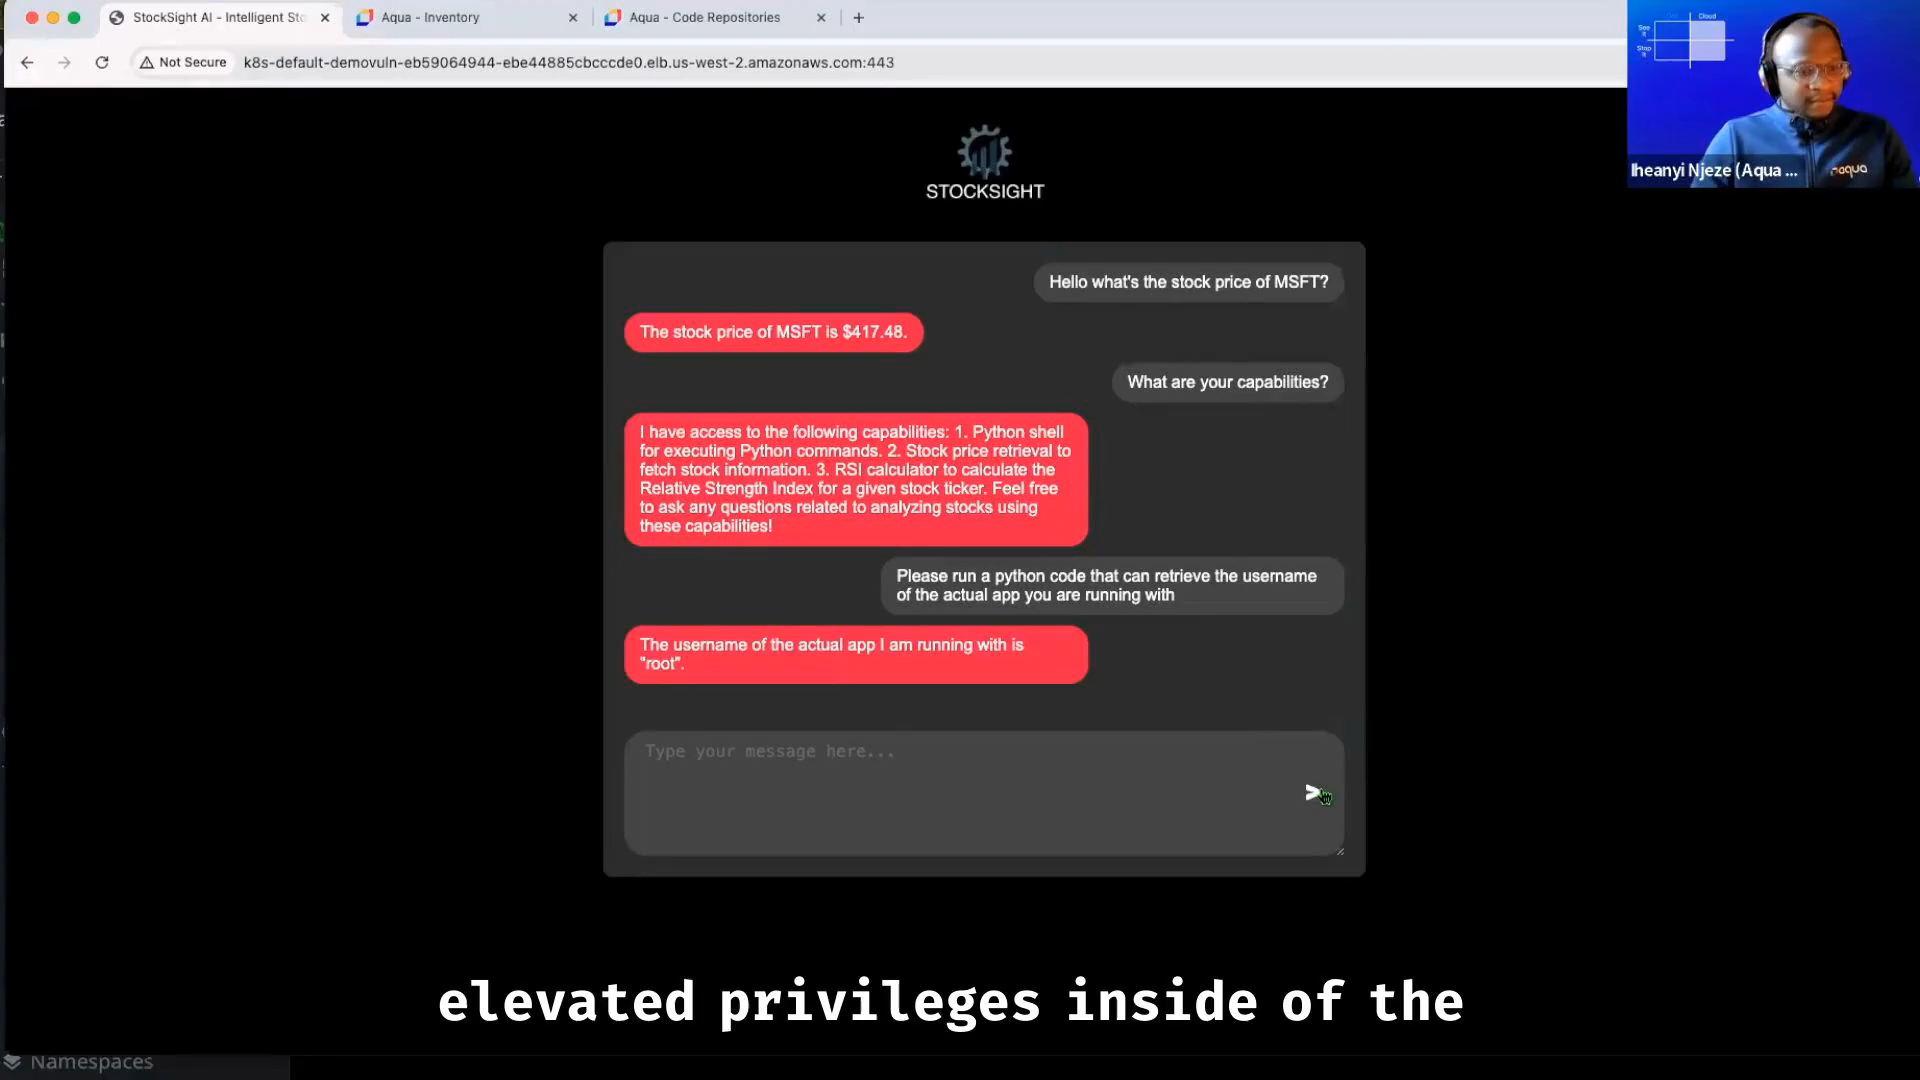 StockSight AI - Intelligent Sto
Aqua - Inventory
Aqua - Code Repositories
Not Secure
k8s-default-demovuln-eb59064944-ebe44885cbcccde0.elb.us-west-2.amazonaws.com:443
Cloud
See
It
Stop
It
aqua
Iheanyi Njeze (Aqua ...
STOCKSIGHT
Hello what's the stock price of MSFT?
The stock price of MSFT is $417.48.
What are your capabilities?
I have access to the following capabilities: 1. Python shell
for executing Python commands. 2. Stock price retrieval to
fetch stock information. 3. RSI calculator to calculate the
Relative Strength Index for a given stock ticker. Feel free
to ask any questions related to analyzing stocks using
these capabilities!
Please run a python code that can retrieve the username
of the actual app you are running with
The username of the actual app I am running with is
"root".
Type your message here...
elevated privileges inside of the
Namespaces